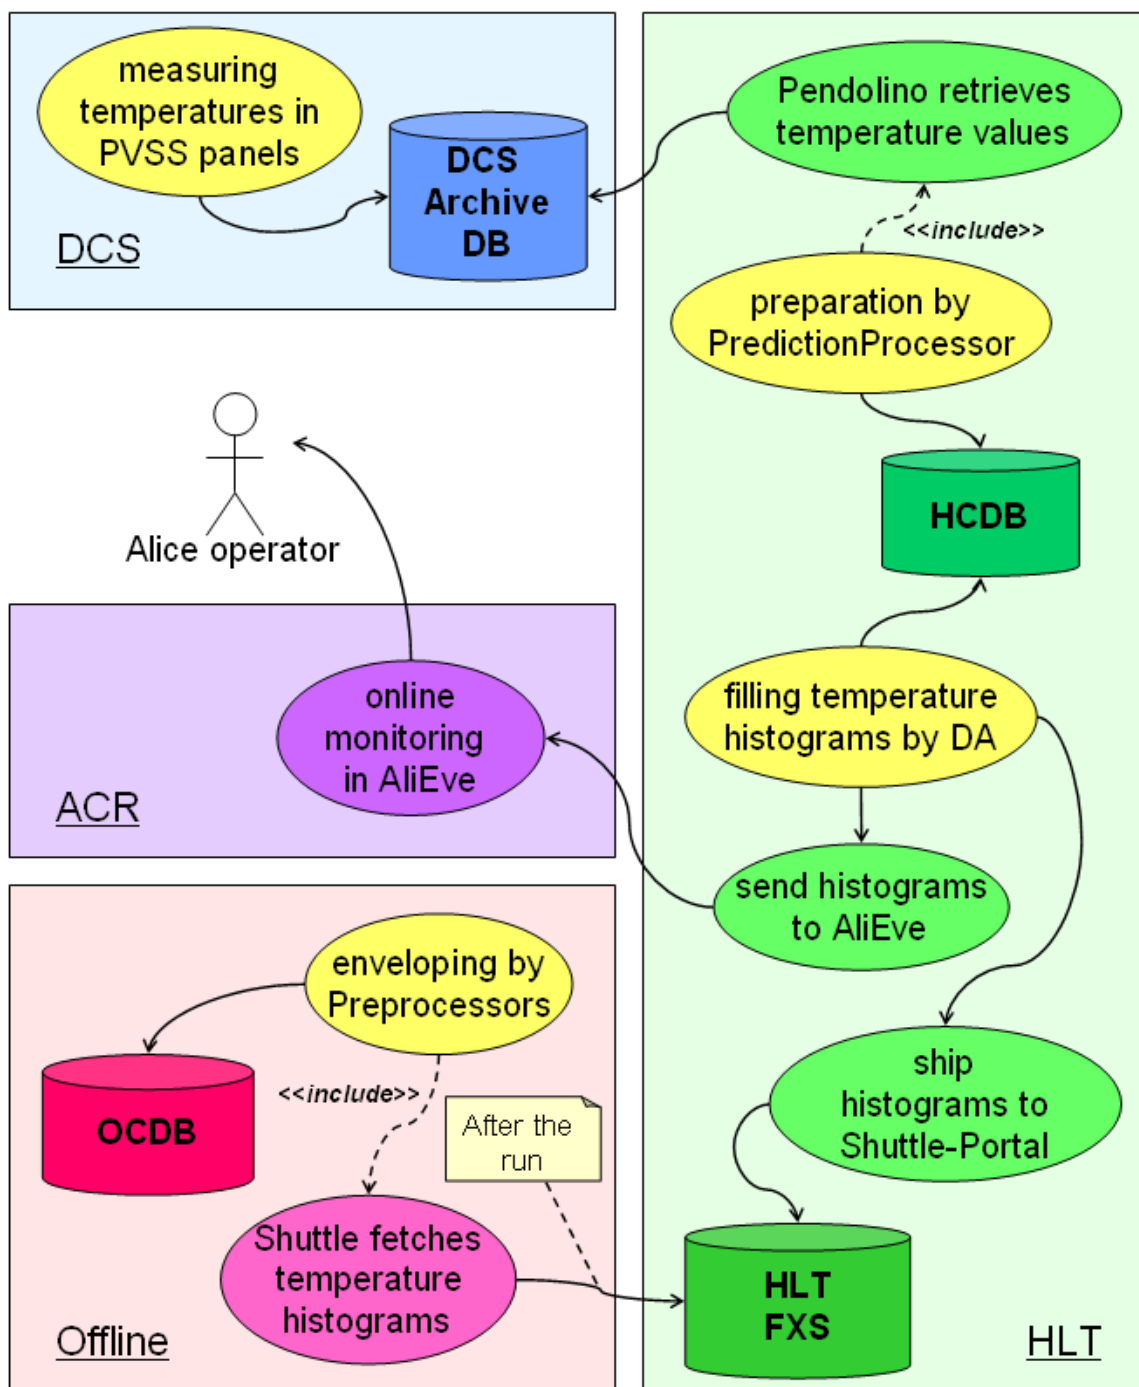 measuring
temperatures in
PVSS panels
DCS
Archive
DB
DCS
Pendolino retrieves
temperature values
<<include>>
preparation by
PredictionProcessor
HCDB
Alice operator
online
monitoring
in AliEve
ACR
filling temperature
histograms by DA
send histograms
to AliEve
enveloping by
Preprocessors
<<include>>
OCDB
After the
run
ship
histograms to
Shuttle-Portal
Shuttle fetches
temperature
histograms
HLT
FXS
Offline
HLT